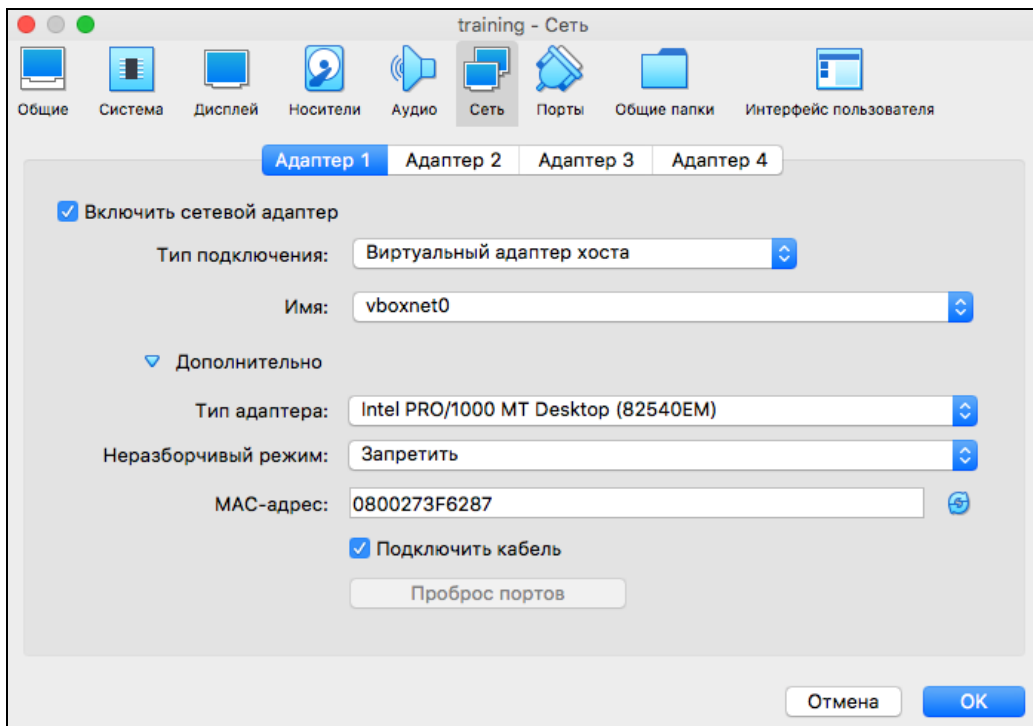 training - Сеть
Общие Система Дисплей Носители Аудио Сеть Порты Общие папки Интерфейс пользователя
Адаптер 1 Адаптер 2 Адаптер 3 Адаптер 4
Включить сетевой адаптер
Тип подключения: Виртуальный адаптер хоста
Имя: vboxnet0
Дополнительно
Тип адаптера: Intel PRO/1000 MT Desktop (82540EM)
Неразборчивый режим: Запретить
MAC-адрес: 0800273F6287
Подключить кабель
Проброс портов
Отмена OK